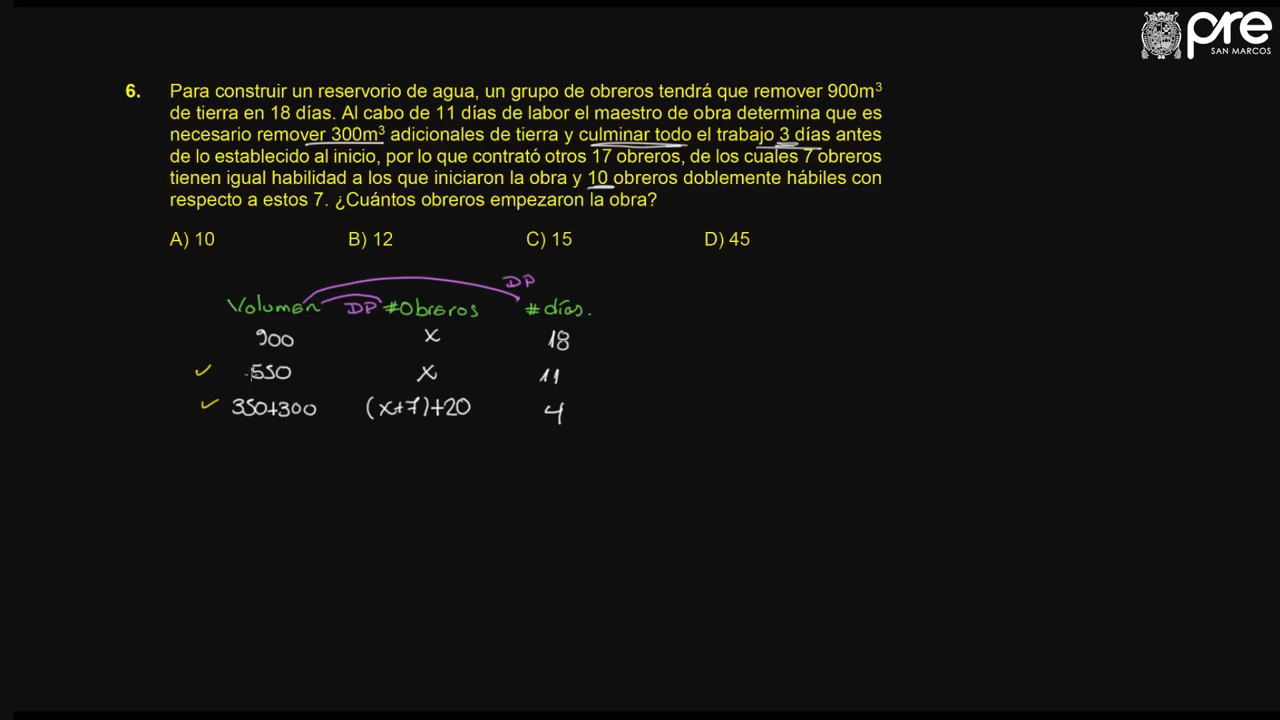 pre
SAN MARCOS
6. Para construir un reservorio de agua, un grupo de obreros tendrá que remover 900m³
de tierra en 18 días. Al cabo de 11 días de labor el maestro de obra determina que es
necesario remover 300m³ adicionales de tierra y culminar todo el trabajo 3 días antes
de lo establecido al inicio, por lo que contrató otros 17 obreros, de los cuales 7 obreros
tienen igual habilidad a los que iniciaron la obra y 10 obreros doblemente hábiles con
respecto a estos 7. ¿Cuántos obreros empezaron la obra?
A) 10 B) 12 C) 15 D) 45
DP
Volumen DP #Obreros #días.
900 x 18
✓ 550 x 11
✓ 350+300 (x+7)+20 4